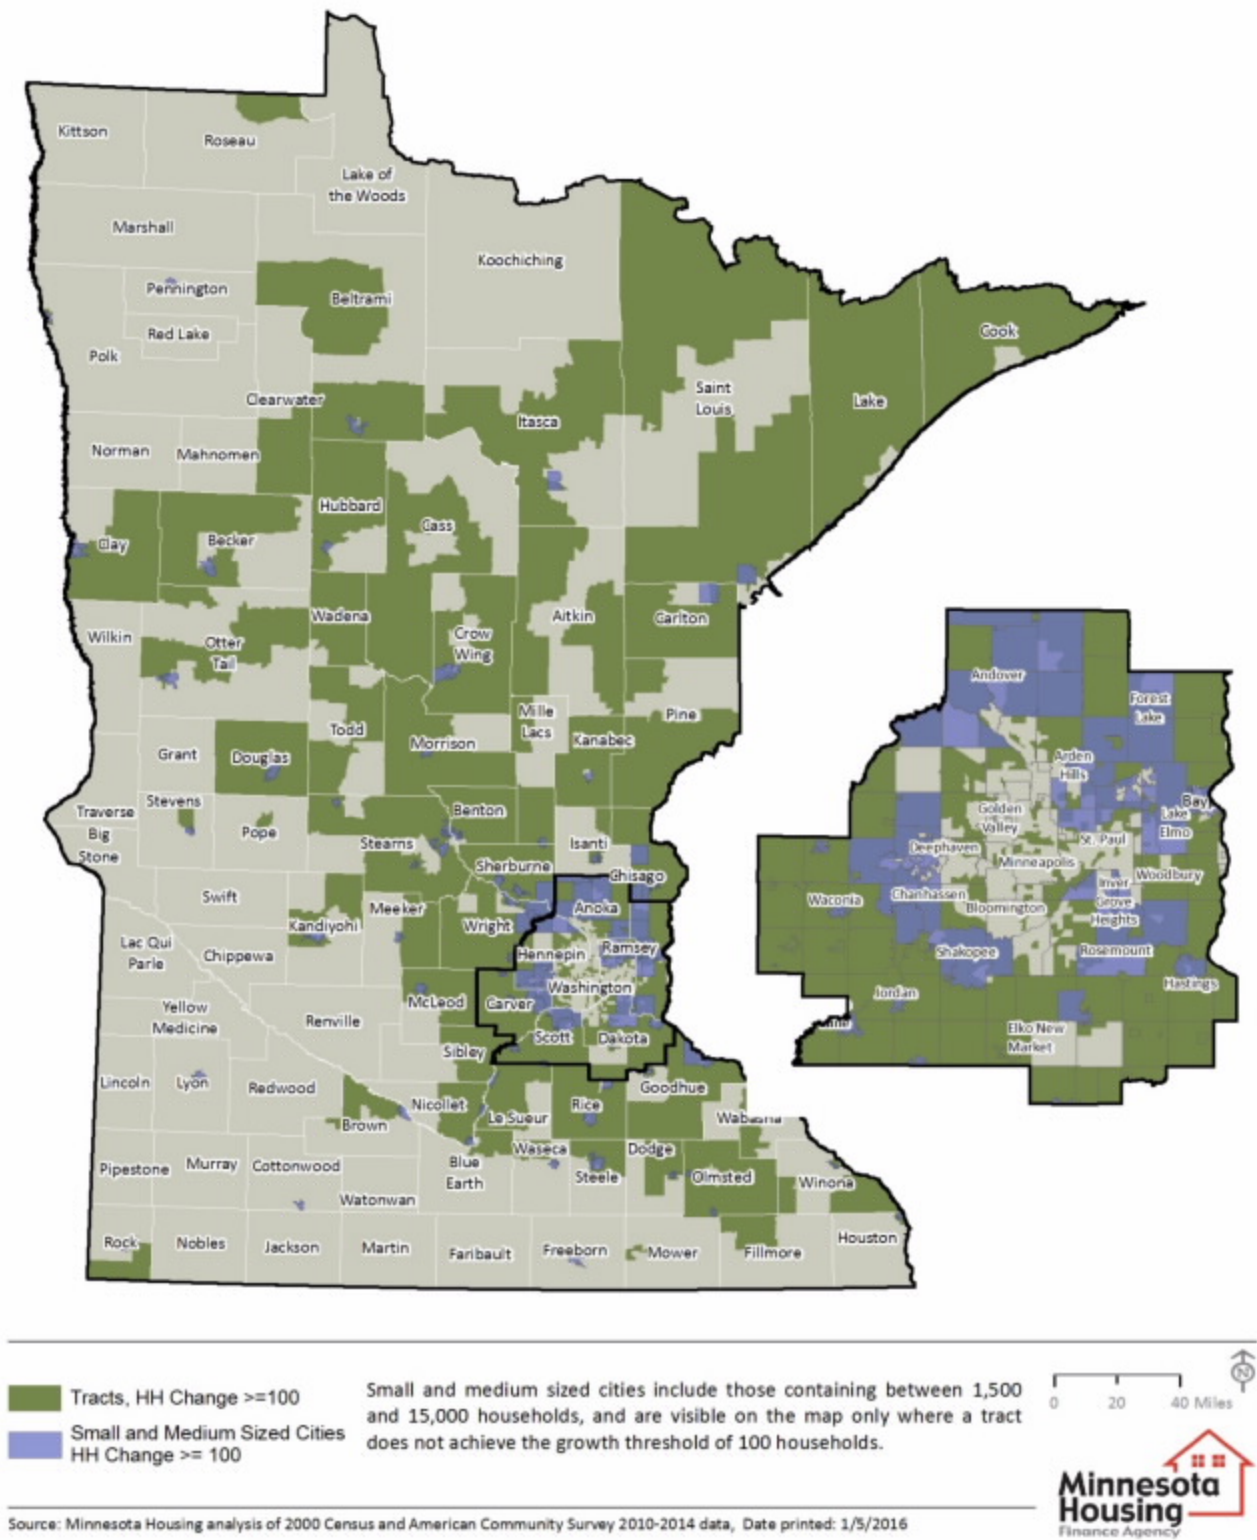 Kittson
Roseau
Lake of
the Woods
Marshall
Koochiching
Pennington
Beltrami
Red Lake
Polk
Cook
Clearwater
Saint
Louis
Lake
Itasca
Norman
Mahnomen
Hubbard
Cass
Clay
Becker
Wadena
Aitkin
Carlton
Wilkin
Otter
Tail
Crow
Wing
Mille
Lacs
Pine
Todd
Morrison
Kanabec
Grant
Douglas
Stevens
Traverse
Benton
Big
Stone
Pope
Stearns
Isanti
Sherburne
Chisago
Swift
Meeker
Anoka
Kandiyohi
Wright
Lac Qui
Parle
Chippewa
Hennepin
Ramsey
Washington
McLeod
Carver
Yellow
Medicine
Renville
Scott
Dakota
Sibley
Lincoln
Lyon
Redwood
Goodhue
Nicollet
Le Sueur
Rice
Wabasha
Brown
Waseca
Dodge
Pipestone
Murray
Cottonwood
Blue
Earth
Steele
Olmsted
Winona
Watonwan
Rock
Nobles
Jackson
Martin
Faribault
Freeborn
Mower
Fillmore
Houston
Andover
Forest
Lake
Arden
Hills
Golden
Valley
Bay
Lake
Elmo
Deephaven
St. Paul
Minneapolis
Woodbury
Waconia
Chanhassen
Inver
Grove
Heights
Bloomington
Shakopee
Rosemount
Hastings
Jordan
Elko New
Market
Tracts, HH Change >=100
Small and Medium Sized Cities
HH Change >= 100
Small and medium sized cities include those containing between 1,500
and 15,000 households, and are visible on the map only where a tract
does not achieve the growth threshold of 100 households.
N
0 20 40 Miles
Minnesota
Housing
Finance Agency
Source: Minnesota Housing analysis of 2000 Census and American Community Survey 2010-2014 data, Date printed: 1/5/2016